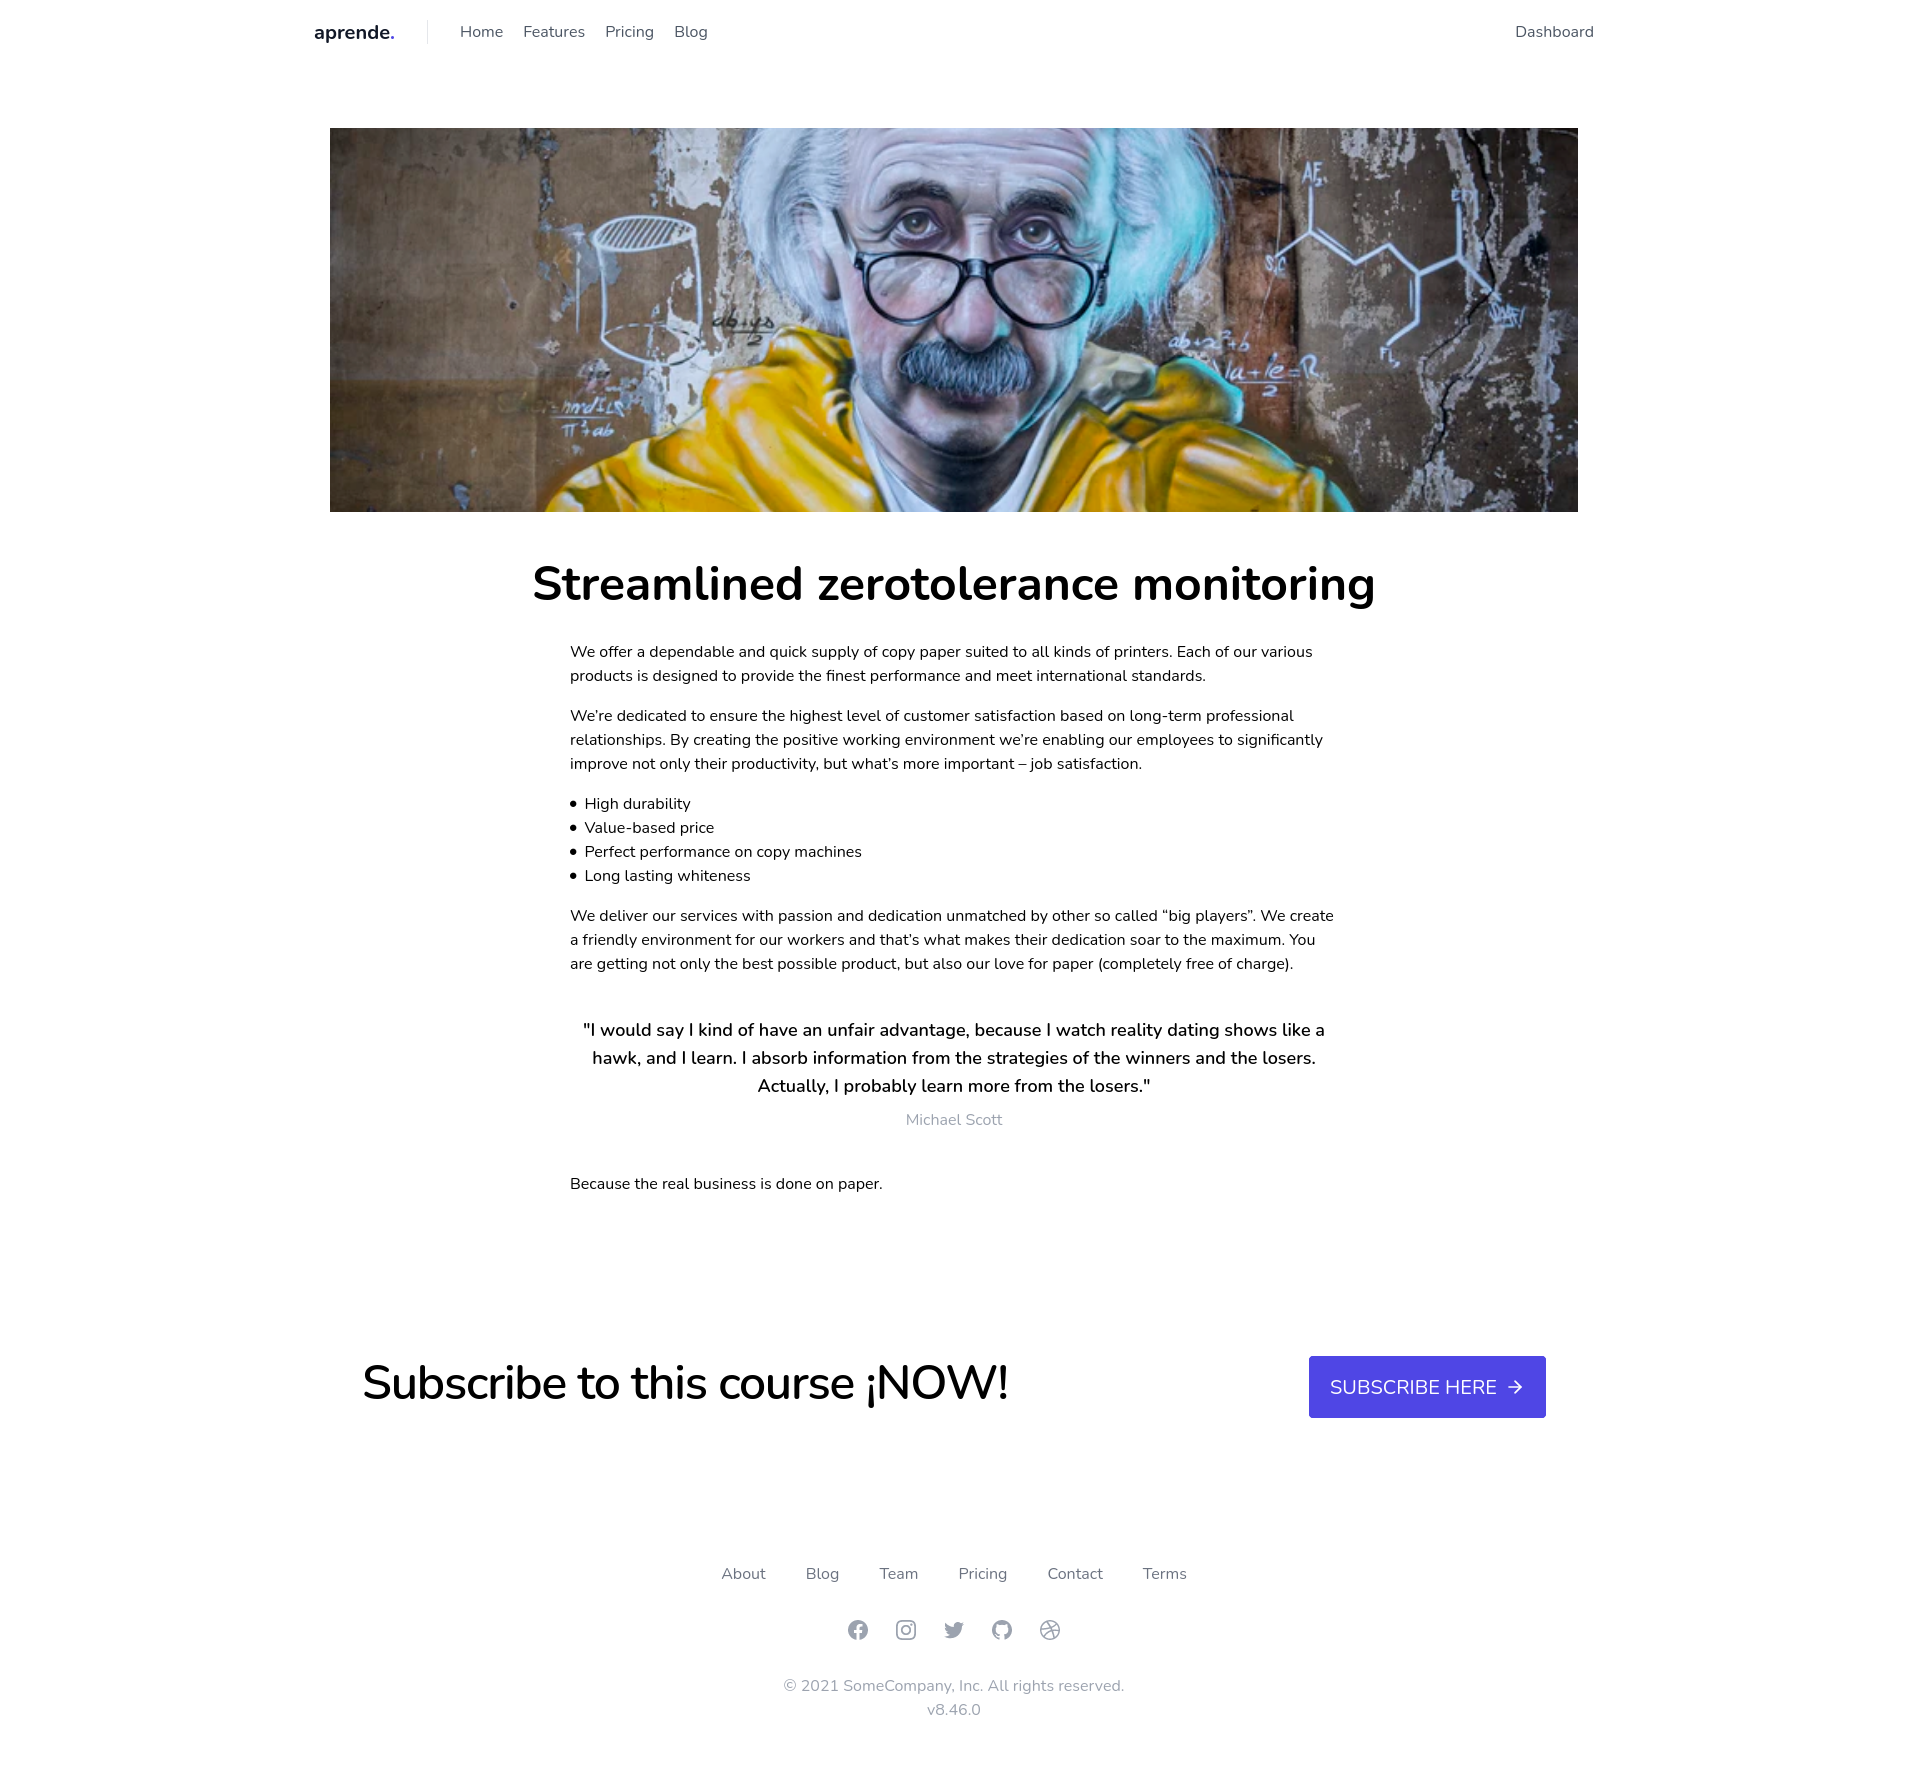 aprende.
Home Features Pricing Blog
Dashboard
ab+ys
2
Streamlined zerotolerance monitoring
We offer a dependable and quick supply of copy paper suited to all kinds of printers. Each of our various
products is designed to provide the finest performance and meet international standards.
We’re dedicated to ensure the highest level of customer satisfaction based on long-term professional
relationships. By creating the positive working environment we’re enabling our employees to significantly
improve not only their productivity, but what’s more important – job satisfaction.
• High durability
• Value-based price
• Perfect performance on copy machines
• Long lasting whiteness
We deliver our services with passion and dedication unmatched by other so called “big players”. We create
a friendly environment for our workers and that’s what makes their dedication soar to the maximum. You
are getting not only the best possible product, but also our love for paper (completely free of charge).
"I would say I kind of have an unfair advantage, because I watch reality dating shows like a
hawk, and I learn. I absorb information from the strategies of the winners and the losers.
Actually, I probably learn more from the losers."
Michael Scott
Because the real business is done on paper.
Subscribe to this course ¡NOW!
SUBSCRIBE HERE →
About Blog Team Pricing Contact Terms
© 2021 SomeCompany, Inc. All rights reserved.
v8.46.0